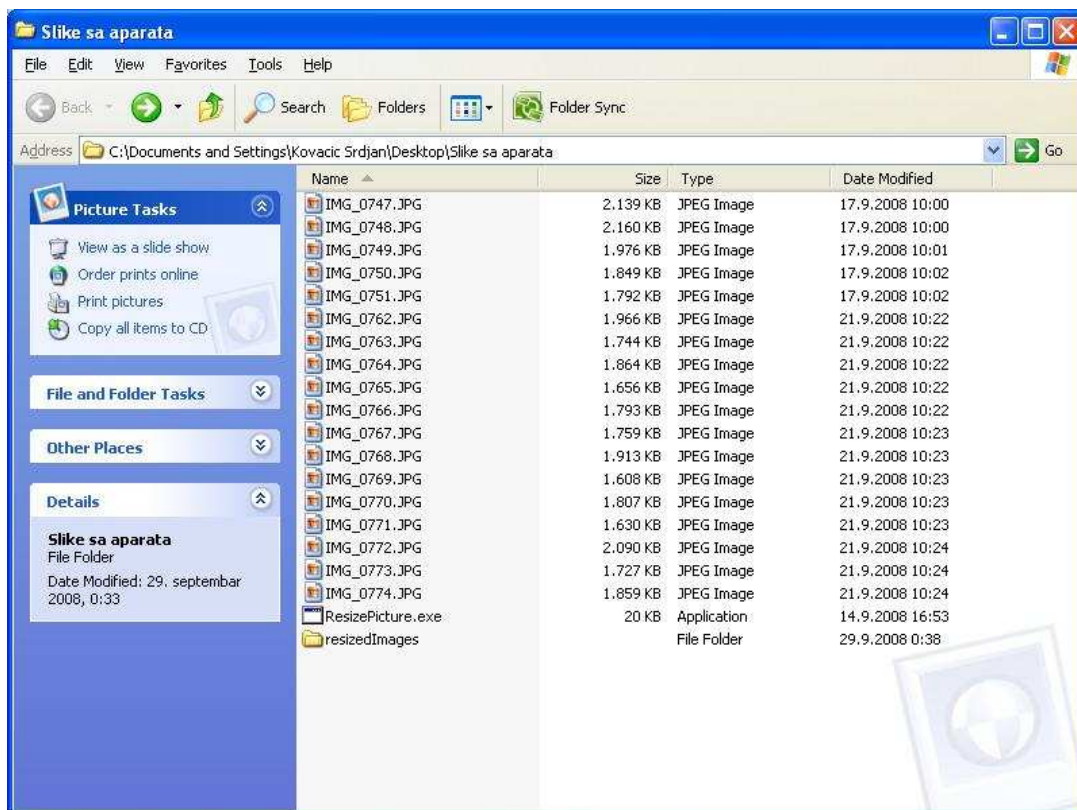 Slike sa aparata
File Edit View Favorites Tools Help
Back Search Folders Folder Sync
Address C:\Documents and Settings\Kovacic Srdjan\Desktop\Slike sa aparata Go
Picture Tasks
View as a slide show
Order prints online
Print pictures
Copy all items to CD
File and Folder Tasks
Other Places
Details
Slike sa aparata
File Folder
Date Modified: 29. septembar
2008, 0:33
Name Size Type Date Modified
IMG_0747.JPG 2.139 KB JPEG Image 17.9.2008 10:00
IMG_0748.JPG 2.160 KB JPEG Image 17.9.2008 10:00
IMG_0749.JPG 1.976 KB JPEG Image 17.9.2008 10:01
IMG_0750.JPG 1.849 KB JPEG Image 17.9.2008 10:02
IMG_0751.JPG 1.792 KB JPEG Image 17.9.2008 10:02
IMG_0762.JPG 1.966 KB JPEG Image 21.9.2008 10:22
IMG_0763.JPG 1.744 KB JPEG Image 21.9.2008 10:22
IMG_0764.JPG 1.864 KB JPEG Image 21.9.2008 10:22
IMG_0765.JPG 1.656 KB JPEG Image 21.9.2008 10:22
IMG_0766.JPG 1.793 KB JPEG Image 21.9.2008 10:22
IMG_0767.JPG 1.759 KB JPEG Image 21.9.2008 10:23
IMG_0768.JPG 1.913 KB JPEG Image 21.9.2008 10:23
IMG_0769.JPG 1.608 KB JPEG Image 21.9.2008 10:23
IMG_0770.JPG 1.807 KB JPEG Image 21.9.2008 10:23
IMG_0771.JPG 1.630 KB JPEG Image 21.9.2008 10:23
IMG_0772.JPG 2.090 KB JPEG Image 21.9.2008 10:24
IMG_0773.JPG 1.727 KB JPEG Image 21.9.2008 10:24
IMG_0774.JPG 1.859 KB JPEG Image 21.9.2008 10:24
ResizePicture.exe 20 KB Application 14.9.2008 16:53
resizedImages File Folder 29.9.2008 0:38